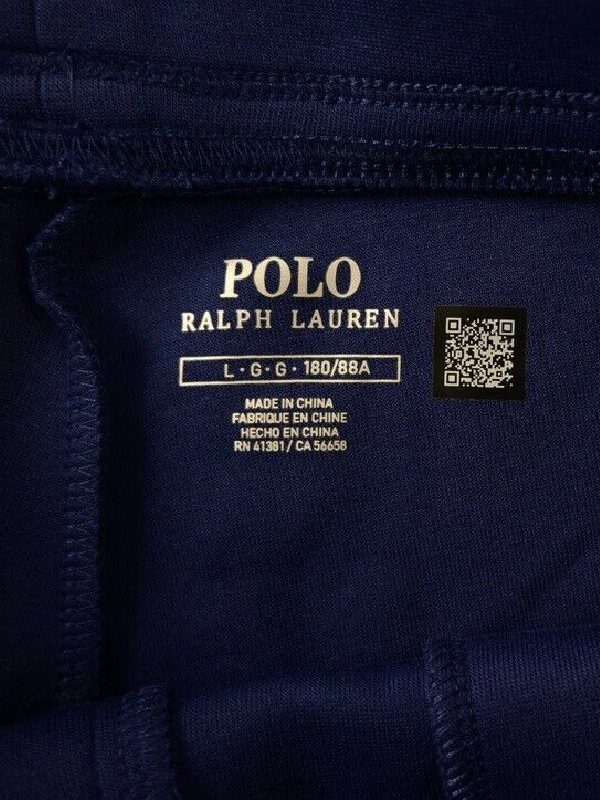 POLO
RALPH LAUREN
L·G·G·180/88A
MADE IN CHINA
FABRIQUE EN CHINE
HECHO EN CHINA
RN 41381/ CA 56658